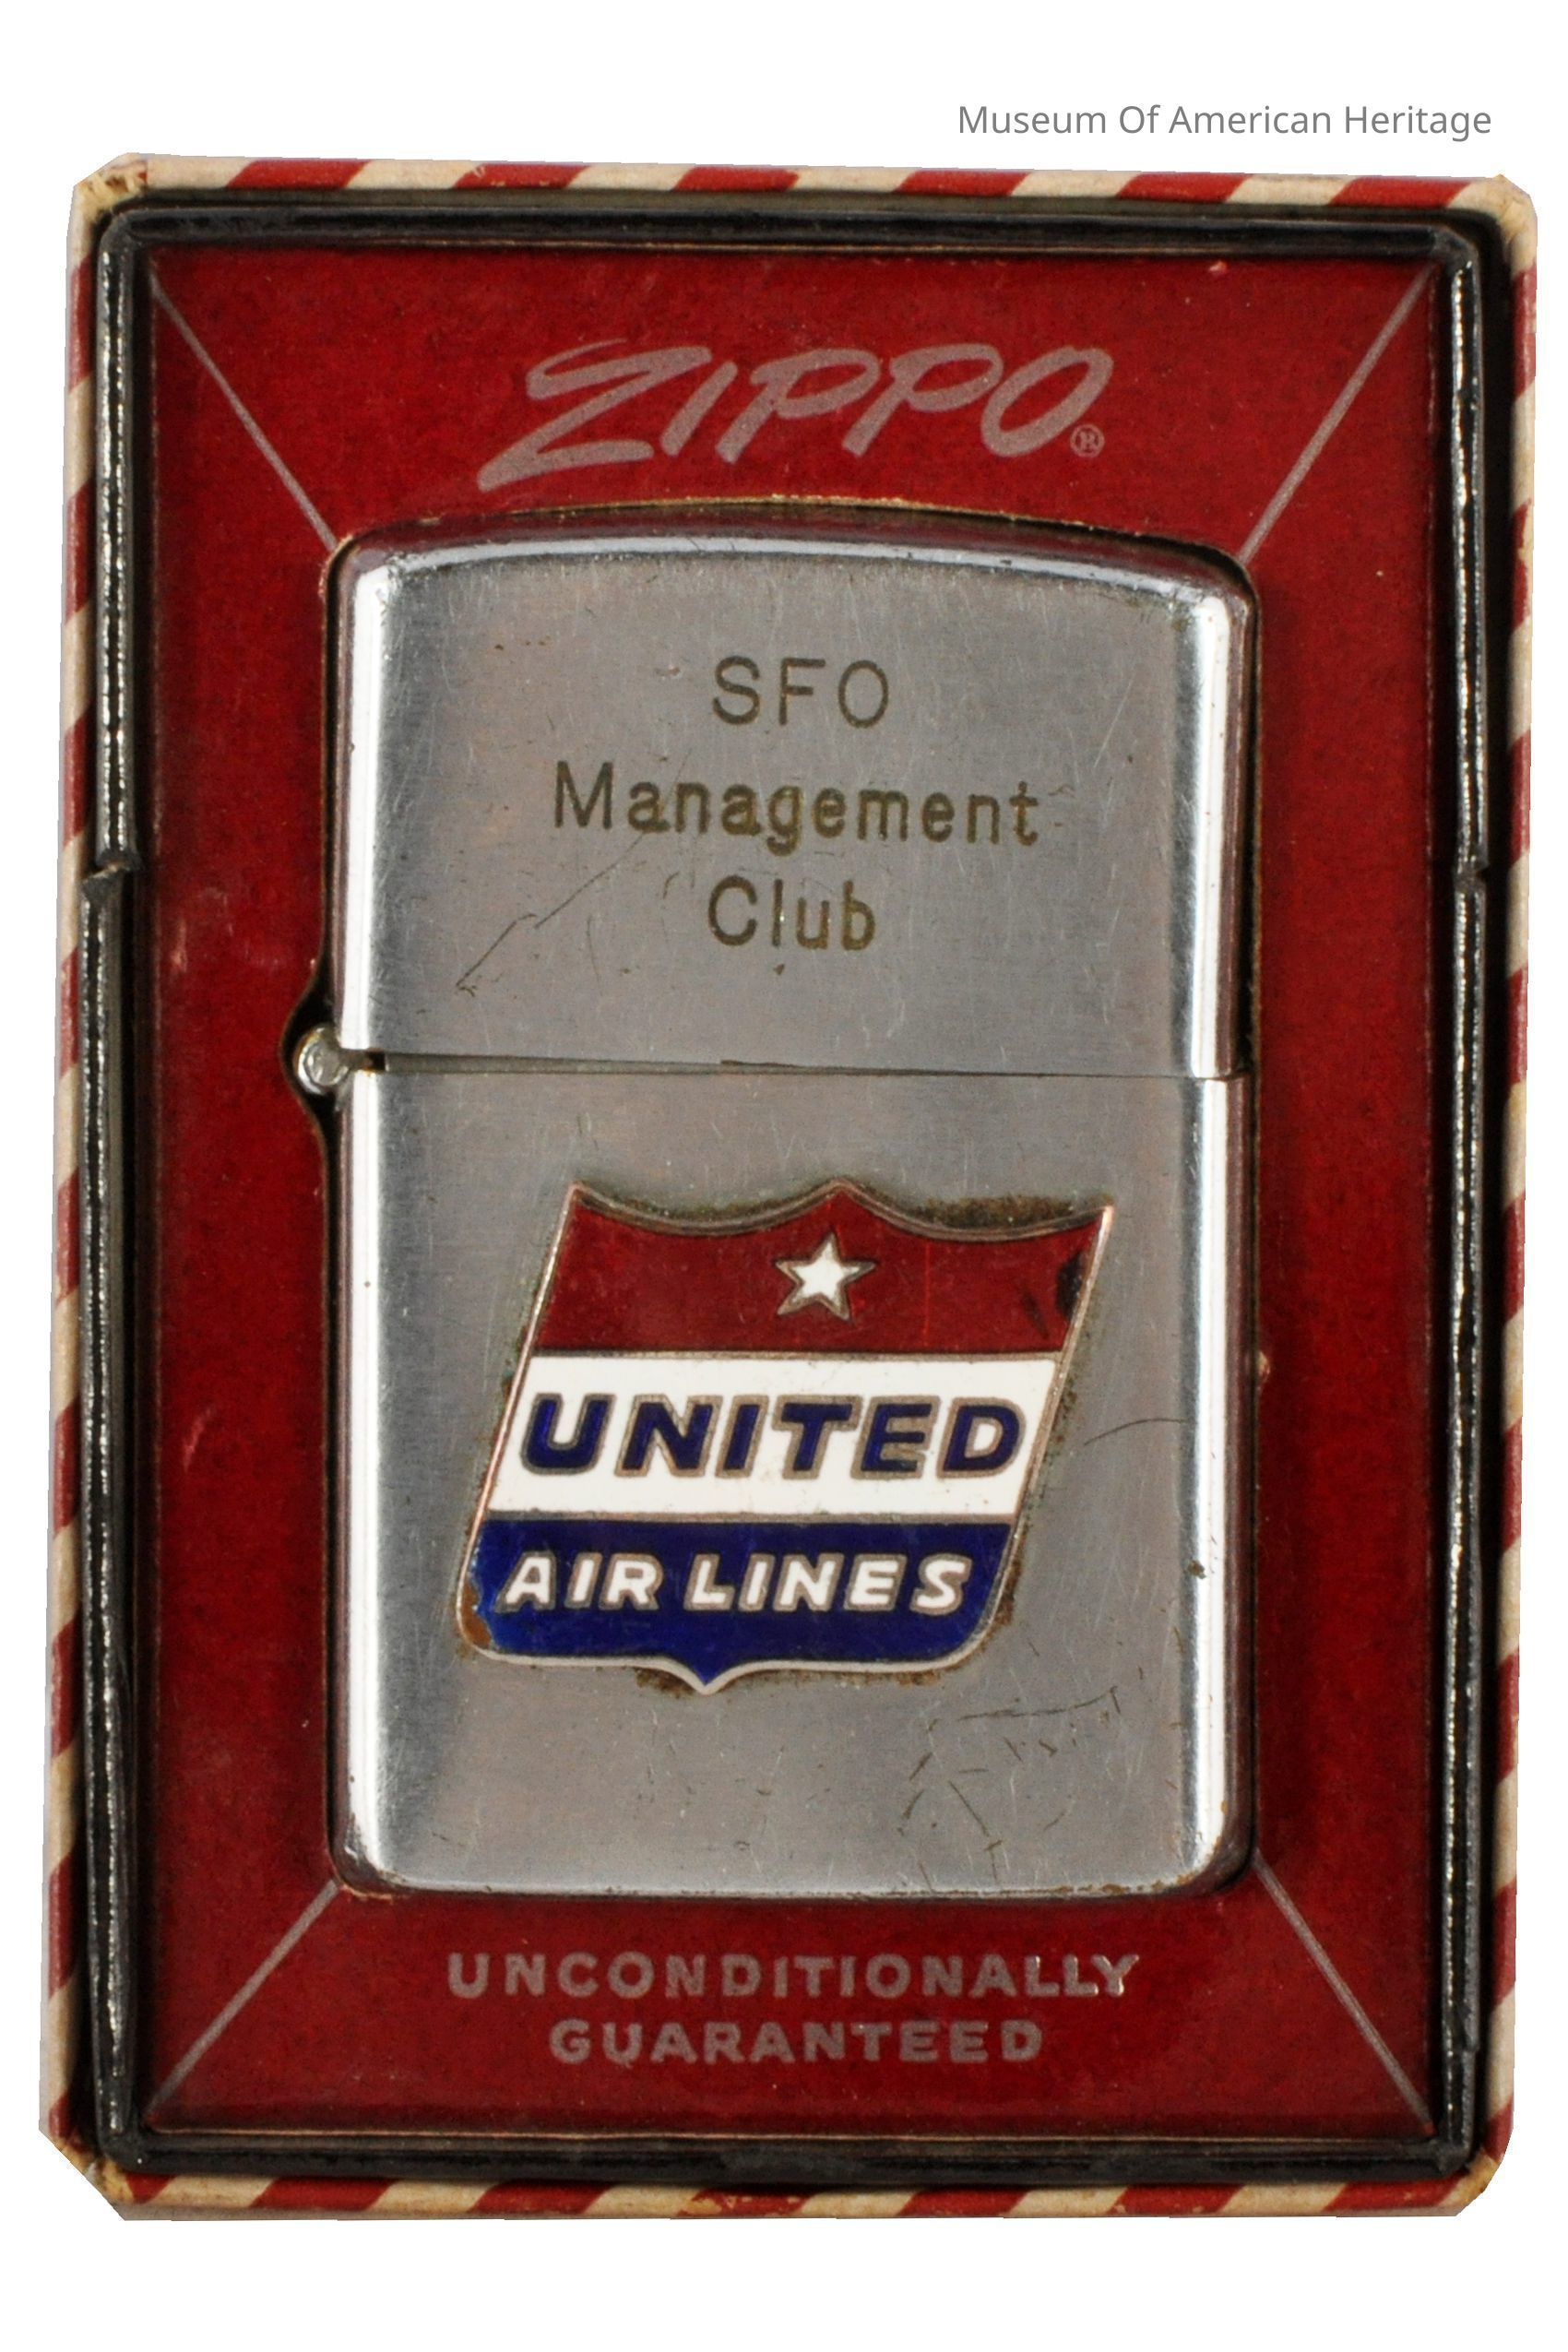 Museum Of American Heritage
ZIPPO®
SFO
Management
Club
UNITED
AIR LINES
UNCONDITIONALLY
GUARANTEED